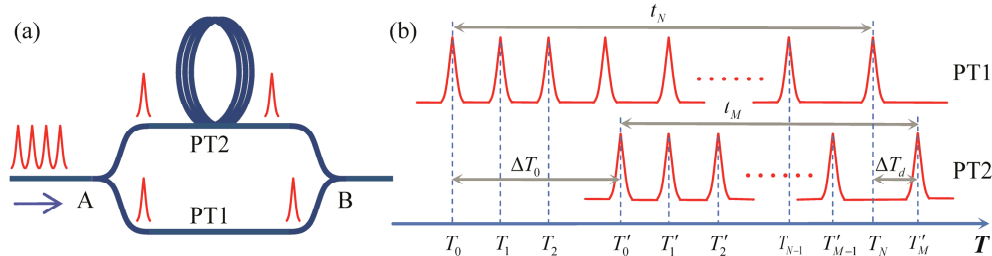 (a)
PT2
A
B
PT1
(b)
t_N
PT1
t_M
ΔT_0
ΔT_d
PT2
T_0 T_1 T_2 T'_0 T'_1 T'_2 T_{N-1} T'_{M-1} T_N T'_M T